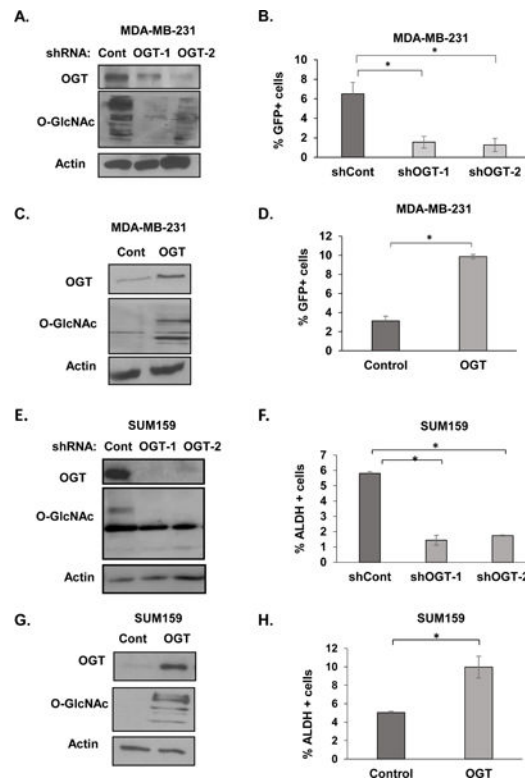 A.
MDA-MB-231
shRNA: Cont OGT-1 OGT-2
OGT
O-GlcNAc
Actin
B.
MDA-MB-231
% GFP+ cells
10
8
6
4
2
0
*
*
shCont shOGT-1 shOGT-2
C.
MDA-MB-231
Cont OGT
OGT
O-GlcNAc
Actin
D.
MDA-MB-231
% GFP+ cells
12
10
8
6
4
2
0
*
Control OGT
E.
SUM159
shRNA: Cont OGT-1 OGT-2
OGT
O-GlcNAc
Actin
F.
SUM159
% ALDH + cells
7
6
5
4
3
2
1
0
*
*
shCont shOGT-1 shOGT-2
G.
SUM159
Cont OGT
OGT
O-GlcNAc
Actin
H.
SUM159
% ALDH + cells
12
10
8
6
4
2
0
*
Control OGT